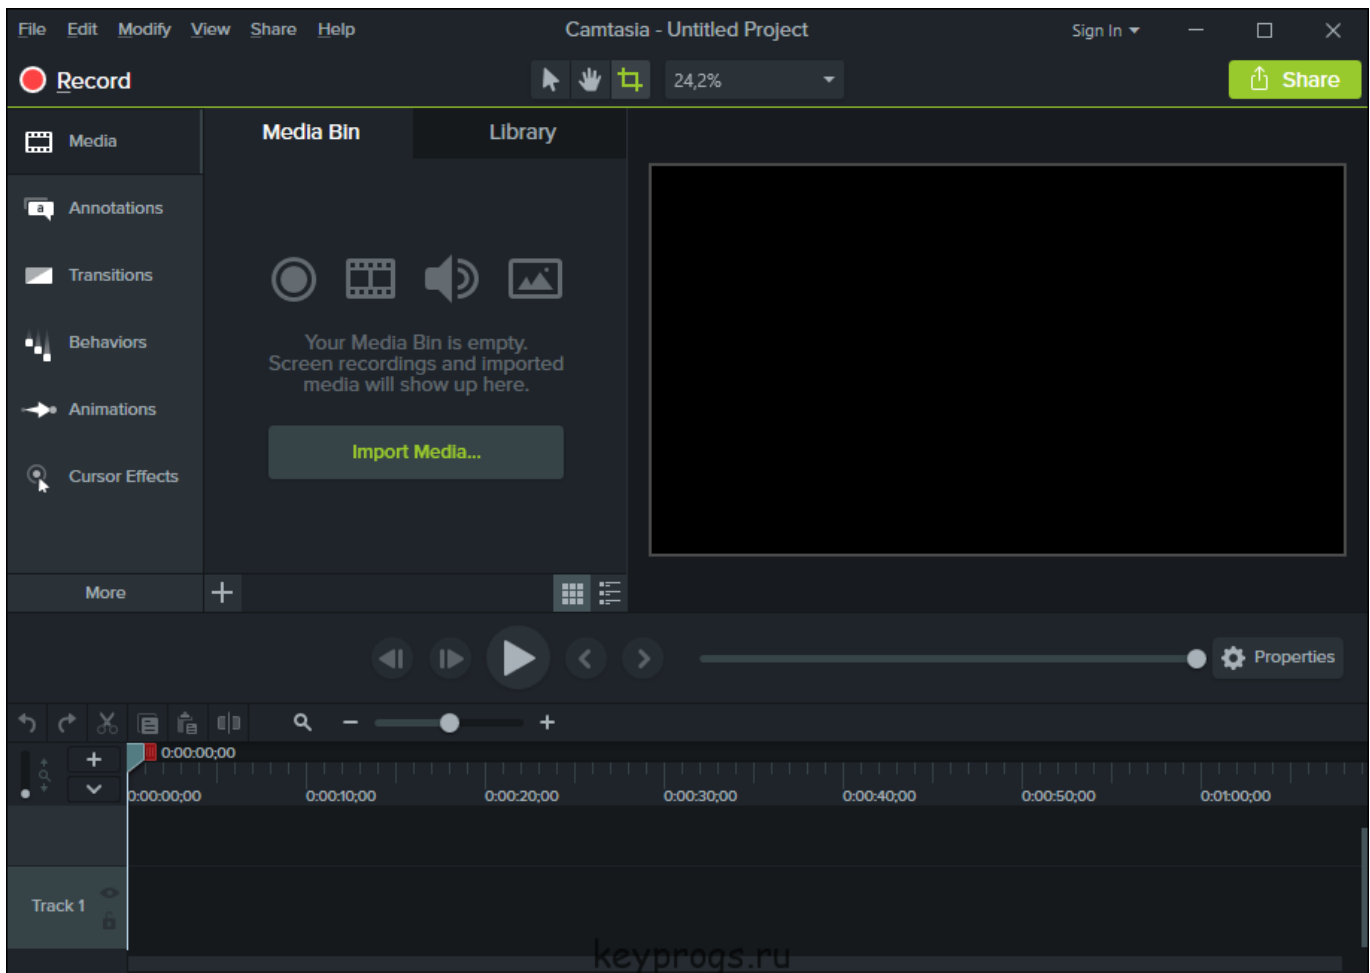 File Edit Modify View Share Help Camtasia - Untitled Project Sign In
Record 24,2% Share
Media
Annotations
Transitions
Behaviors
Animations
Cursor Effects
More
Media Bin Library
Your Media Bin is empty.
Screen recordings and imported
media will show up here.
Import Media...
Properties
0:00:00;00
0:00:00;00 0:00:10;00 0:00:20;00 0:00:30;00 0:00:40;00 0:00:50;00 0:01:00;00
Track 1
keyprogs.ru